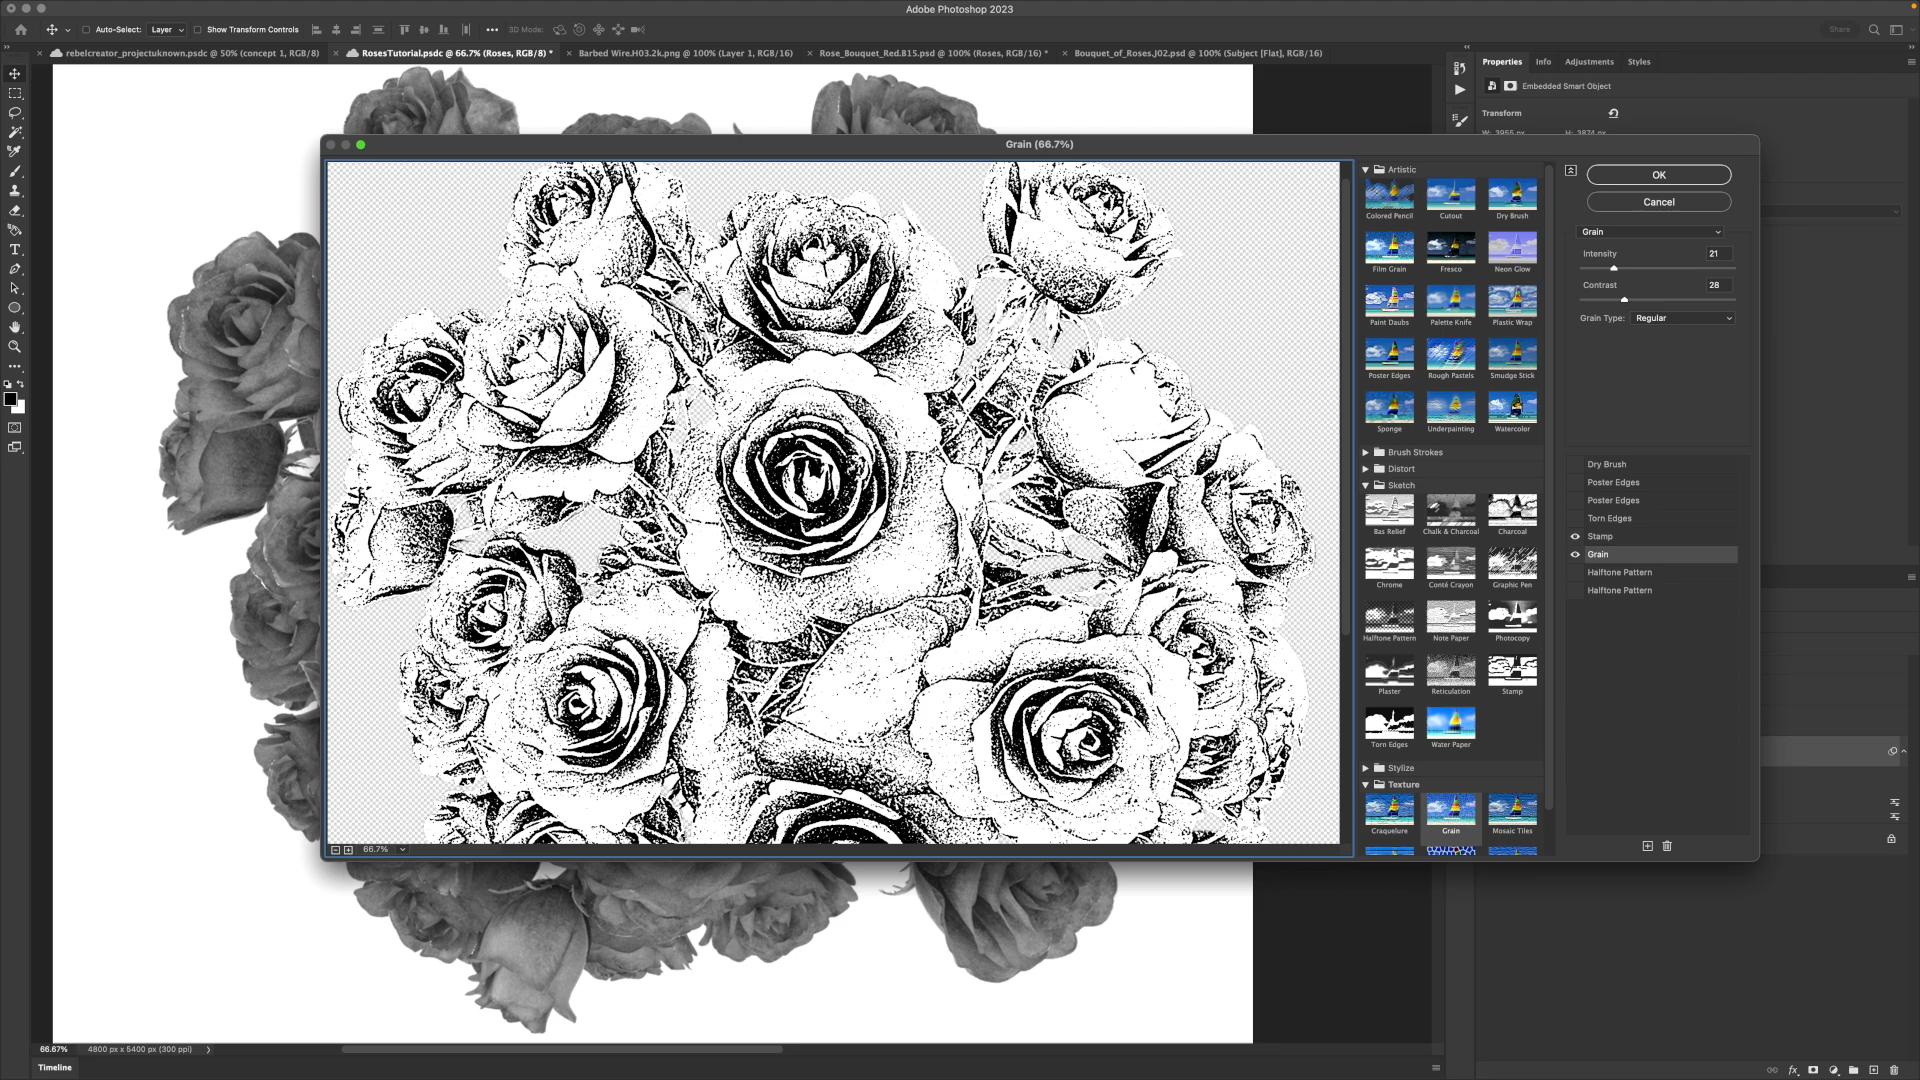 Adobe Photoshop 2023
Auto-Select: Layer Show Transform Controls ••• 3D Mode: Share
rebelcreator_projectuknown.psdc @ 50% (concept 1, RGB/8)
RosesTutorial.psdc @ 66.7% (Roses, RGB/8) *
Barbed Wire.H03.2k.png @ 100% (Layer 1, RGB/16)
Rose_Bouquet_Red.B15.psd @ 100% (Roses, RGB/16) *
Bouquet_of_Roses.J02.psd @ 100% (Subject [Flat], RGB/16)
Properties Info Adjustments Styles
Embedded Smart Object
Transform
W: 3955 px H: 3874 px
Grain (66.7%)
Artistic
Colored Pencil Cutout Dry Brush
Film Grain Fresco Neon Glow
Paint Daubs Palette Knife Plastic Wrap
Poster Edges Rough Pastels Smudge Stick
Sponge Underpainting Watercolor
Brush Strokes
Distort
Sketch
Bas Relief Chalk & Charcoal Charcoal
Chrome Conté Crayon Graphic Pen
Halftone Pattern Note Paper Photocopy
Plaster Reticulation Stamp
Torn Edges Water Paper
Stylize
Texture
Craquelure Grain Mosaic Tiles
OK
Cancel
Grain
Intensity 21
Contrast 28
Grain Type: Regular
Dry Brush
Poster Edges
Poster Edges
Torn Edges
Stamp
Grain
Halftone Pattern
Halftone Pattern
66.7%
66.67% 4800 px x 5400 px (300 ppi)
Timeline
fx